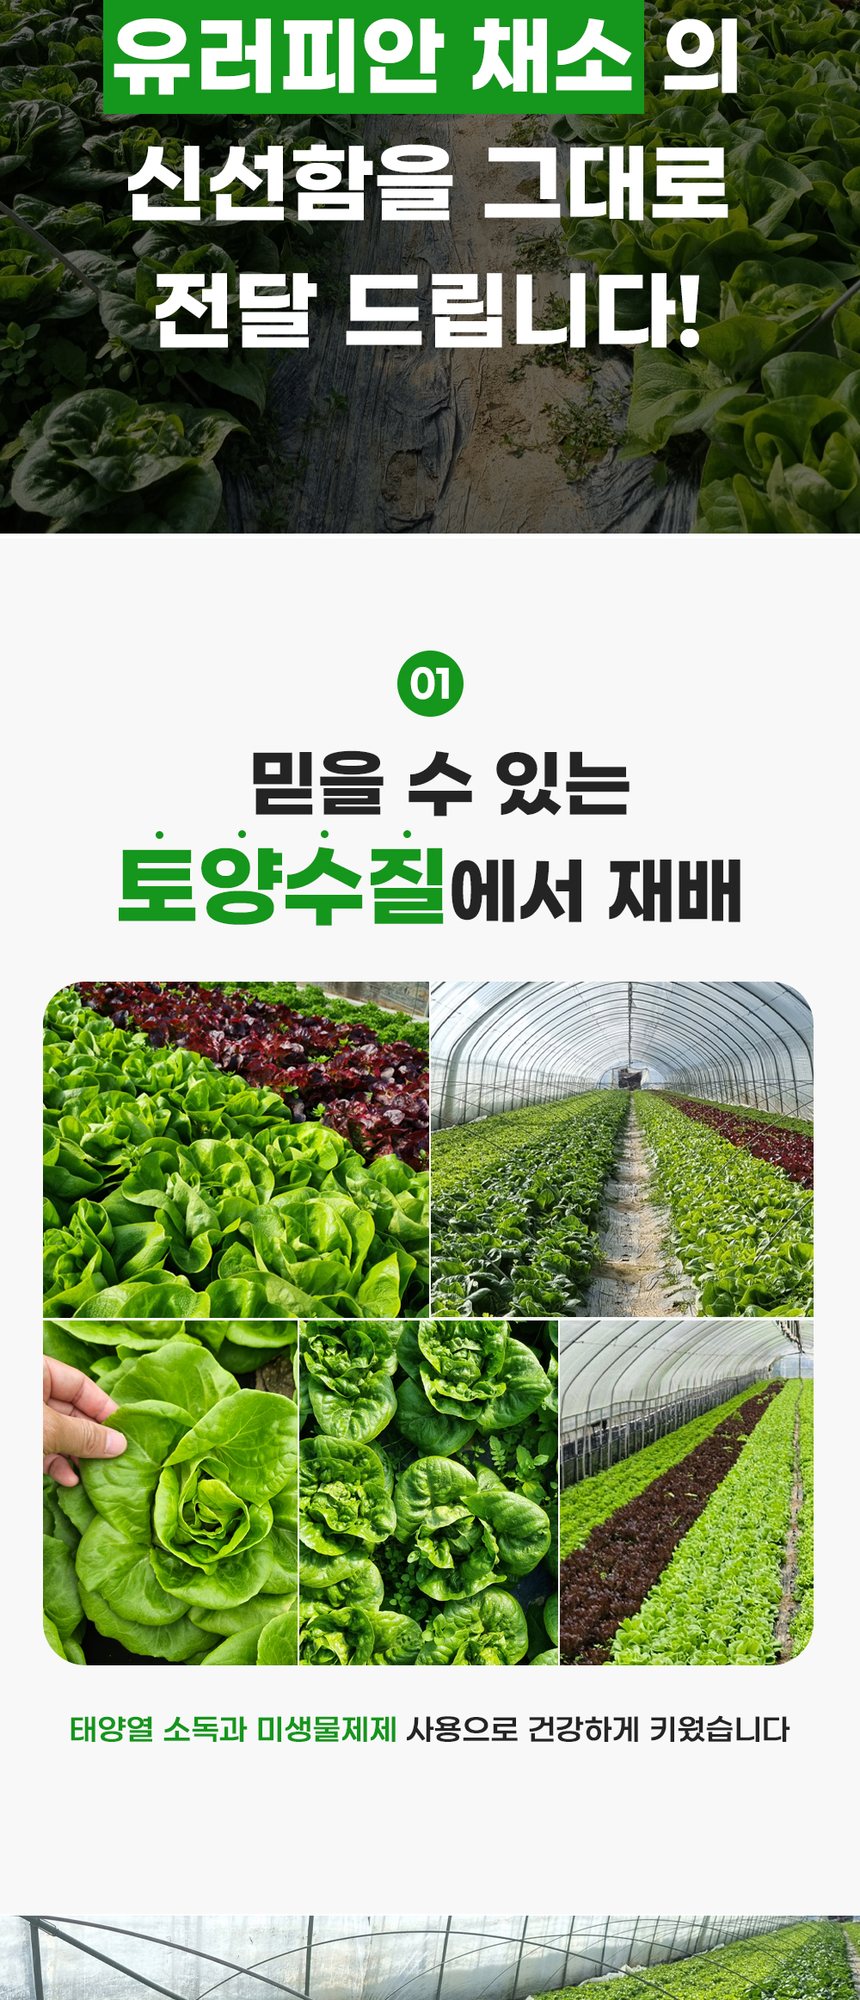 유러피안 채소 의
신선함을 그대로
전달 드립니다!
01
믿을 수 있는
토양수질에서 재배
태양열 소독과 미생물제제 사용으로 건강하게 키웠습니다